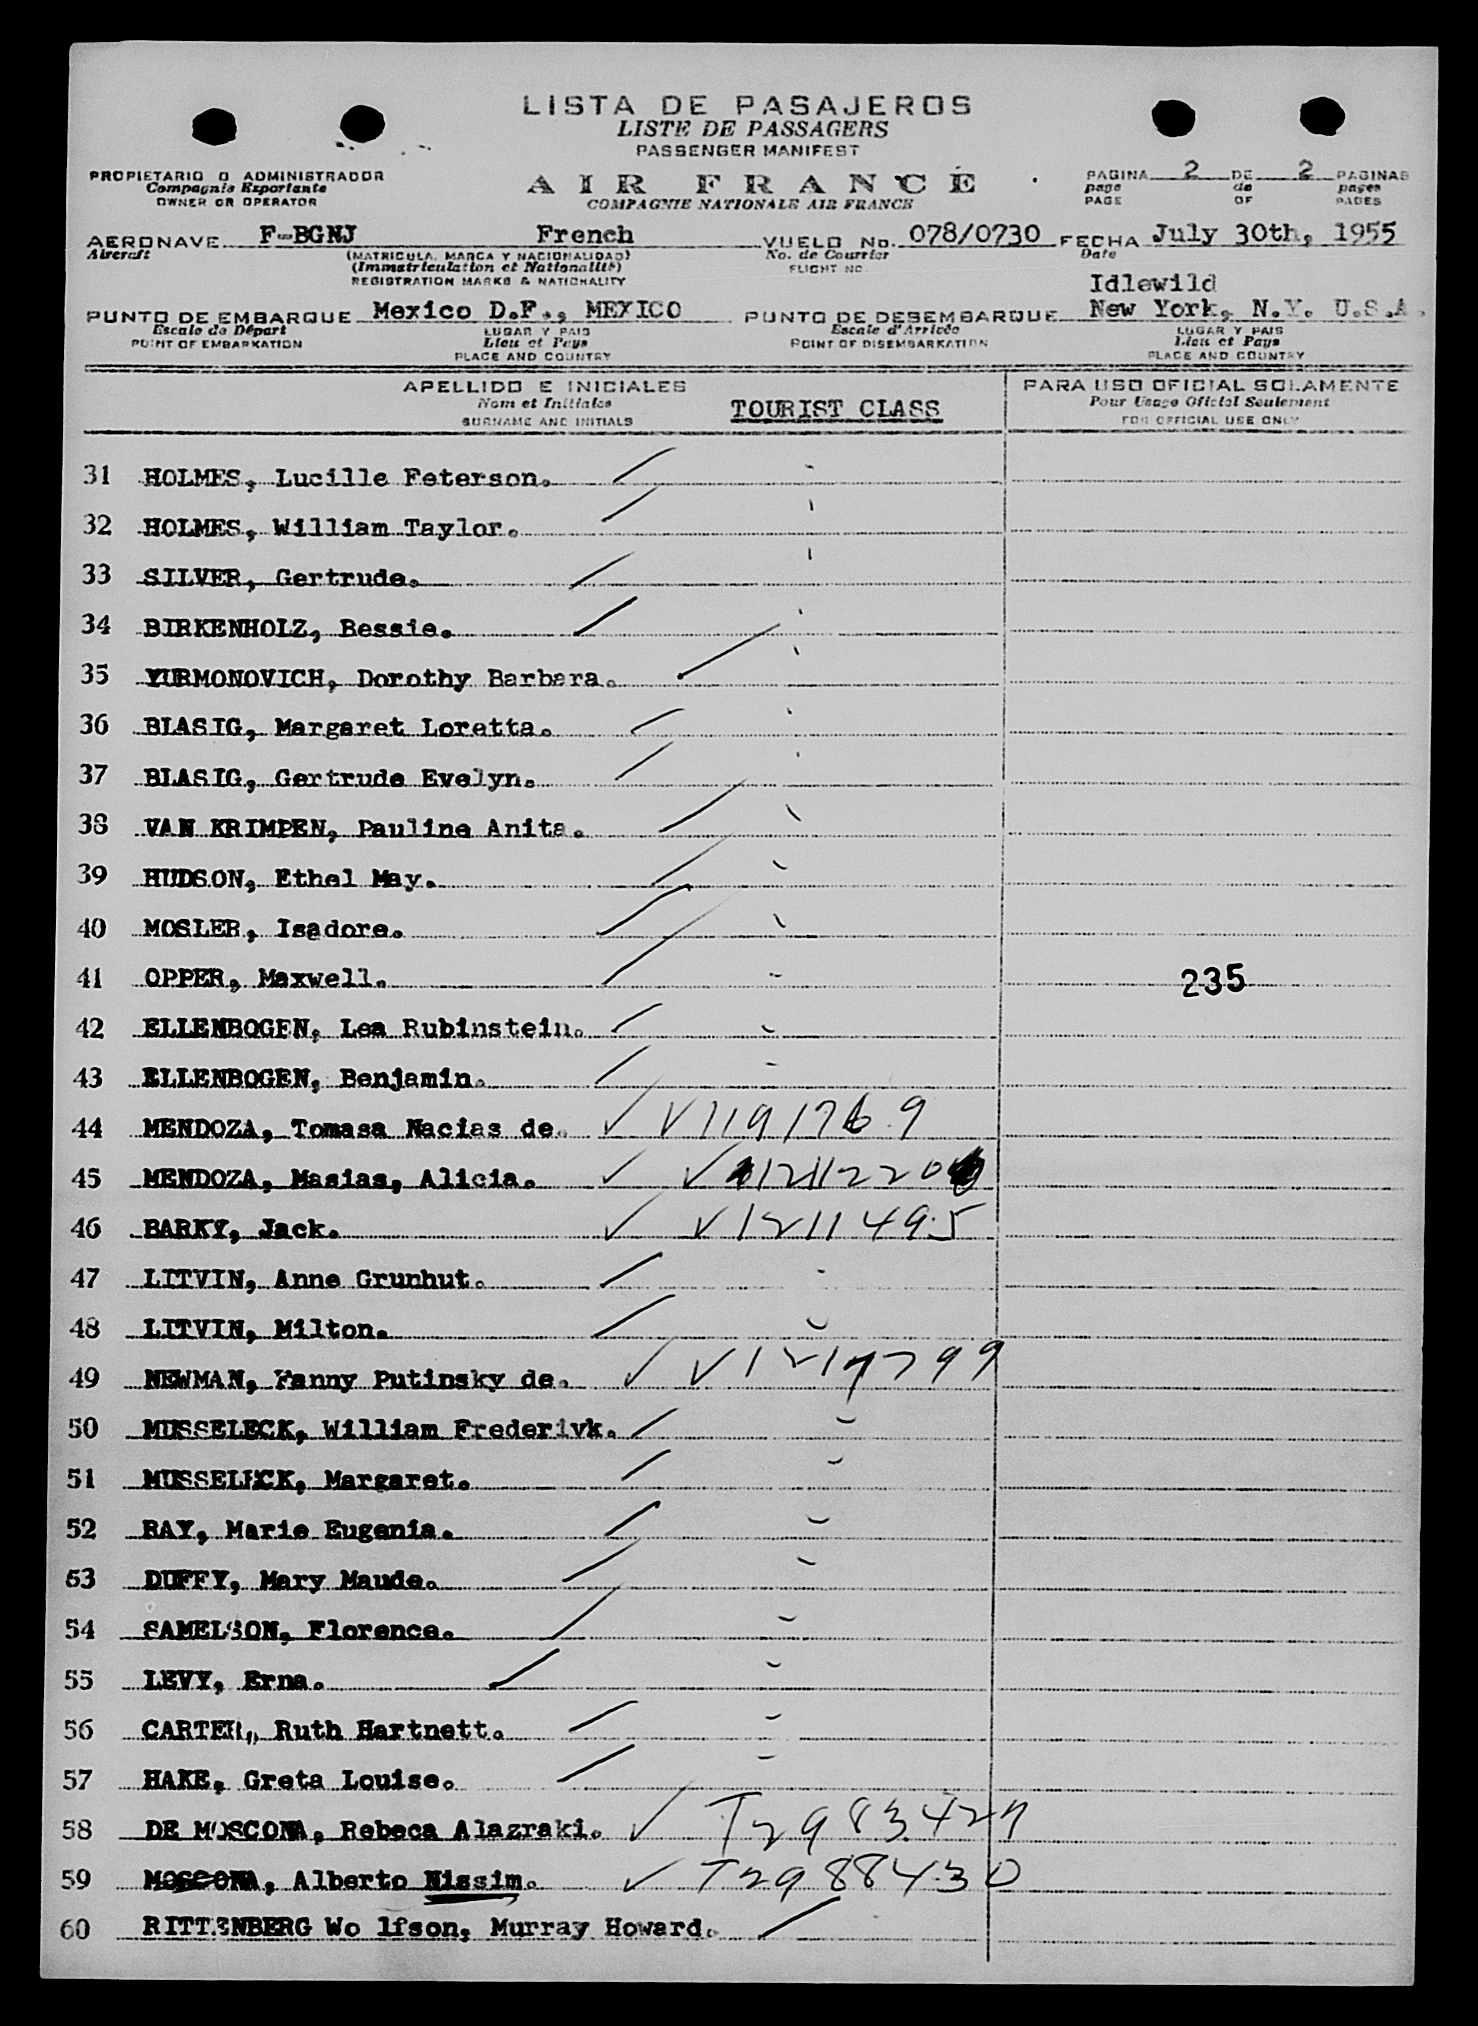 LISTA DE PASAJEROS
LISTE DE PASSAGERS
PASSENGER MANIFEST
PROPIETARIO O ADMINISTRADOR
Compagnie Exportante
OWNER OR OPERATOR
AIR FRANCE
COMPAGNIE NATIONALE AIR FRANCE
PAGINA 2 DE 2 PAGINAS
page de pages
PAGE OF PAGES
AERONAVE F-BGNJ French VUELO No. 078/0730 FECHA July 30th, 1955
Aircraft (MATRICULA, MARCA Y NACIONALIDAD) No. de Courrier Date
(Immatriculation et Nationalité) FLIGHT NO.
REGISTRATION MARKS & NATIONALITY
Idlewild
PUNTO DE EMBARQUE Mexico D.F., MEXICO PUNTO DE DESEMBARQUE New York, N.Y. U.S.A.
Escale de Départ LUGAR Y PAIS Escale d'Arrivée LUGAR Y PAIS
POINT OF EMBARKATION Lieu et Pays POINT OF DISEMBARKATION Lieu et Pays
PLACE AND COUNTRY PLACE AND COUNTRY
APELLIDO E INICIALES PARA USO OFICIAL SOLAMENTE
Nom et Initiales TOURIST CLASS Pour Usage Oficiel Seulement
SURNAME AND INITIALS FOR OFFICIAL USE ONLY
31 HOLMES, Lucille Peterson.
32 HOLMES, William Taylor.
33 SILVER, Gertrude.
34 BIRKENHOLZ, Bessie.
35 YURMONOVICH, Dorothy Barbara.
36 BLASIG, Margaret Loretta.
37 BLASIG, Gertrude Evelyn.
38 VAN KRIMPEN, Pauline Anita.
39 HUDSON, Ethel May.
40 MOSLER, Isadore.
41 OPPER, Maxwell. 235
42 ELLENBOGEN, Lea Rubinstein.
43 ELLENBOGEN, Benjamin.
44 MENDOZA, Tomasa Nacias de. V1191769
45 MENDOZA, Masias, Alicia.
46 BARKY, Jack. V1211495
47 LITVIN, Anne Grunhut.
48 LITVIN, Milton.
49 NEWMAN, Fanny Putinsky de. V1217799
50 MUSSELECK, William Frederivk.
51 MUSSELECK, Margaret.
52 RAY, Marie Eugenia.
53 DUFFY, Mary Maude.
54 SAMELSON, Florence.
55 LEVY, Erna.
56 CARTER, Ruth Hartnett.
57 HAKE, Greta Louise.
58 DE MOSCONA, Rebeca Alazraki. T2983427
59 MOSCONA, Alberto Nissim. T2988430
60 RITTENBERG Wo lfson, Murray Howard.